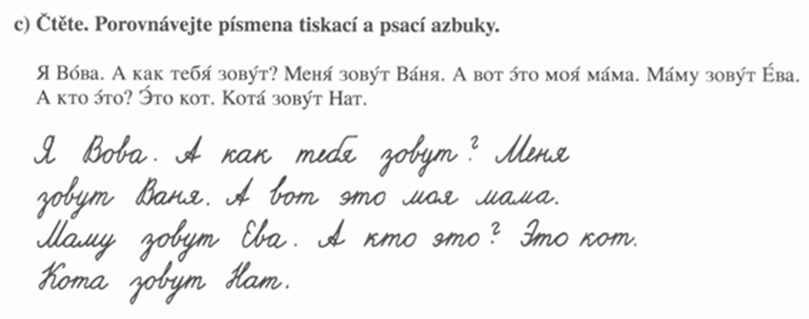 c) Čtěte. Porovnávejte písmena tiskací a psací azbuky.
Я Во́ва. А как тебя́ зову́т? Меня́ зову́т Ва́ня. А вот э́то моя́ ма́ма. Ма́му зову́т Е́ва.
А кто э́то? Э́то кот. Кота́ зову́т Нат.
Я Вова. А как тебя зовут? Меня
зовут Ваня. А вот это моя мама.
Маму зовут Ева. А кто это? Это кот.
Кота зовут Нат.